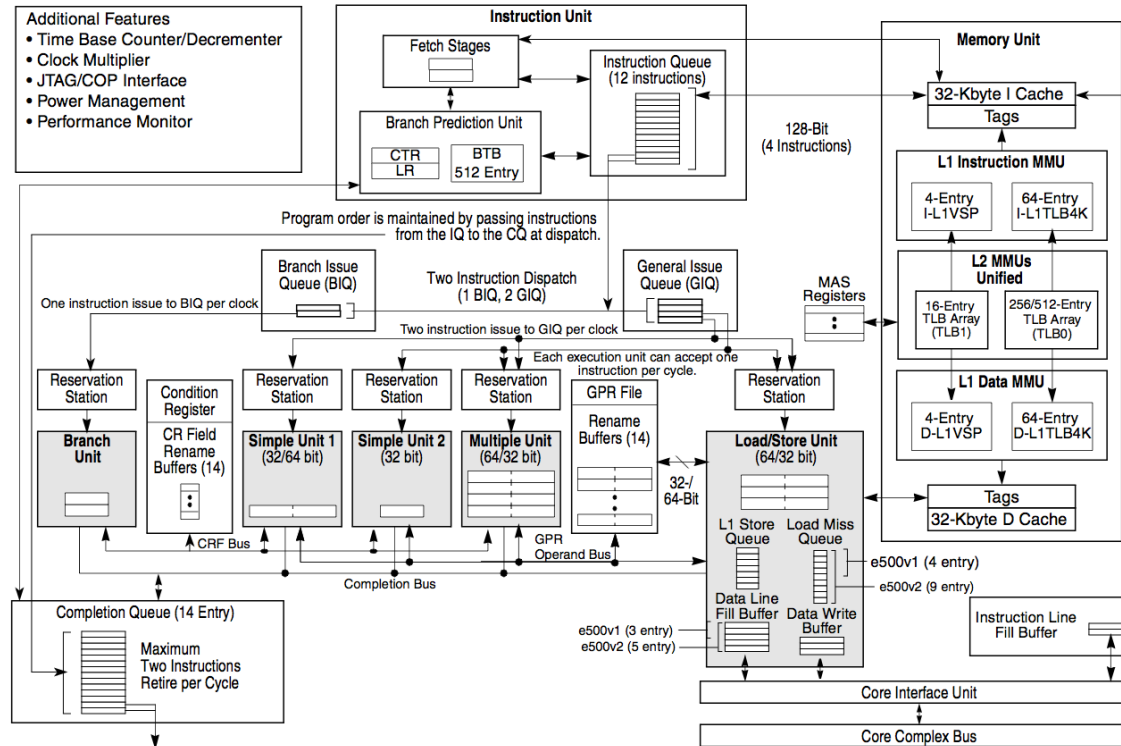 Additional Features
• Time Base Counter/Decrementer
• Clock Multiplier
• JTAG/COP Interface
• Power Management
• Performance Monitor
Instruction Unit
Fetch Stages
Instruction Queue
(12 instructions)
Branch Prediction Unit
CTR
LR
BTB
512 Entry
128-Bit
(4 Instructions)
Memory Unit
32-Kbyte I Cache
Tags
L1 Instruction MMU
4-Entry
I-L1VSP
64-Entry
I-L1TLB4K
L2 MMUs
Unified
16-Entry
TLB Array
(TLB1)
256/512-Entry
TLB Array
(TLB0)
MAS
Registers
L1 Data MMU
4-Entry
D-L1VSP
64-Entry
D-L1TLB4K
Tags
32-Kbyte D Cache
Program order is maintained by passing instructions
from the IQ to the CQ at dispatch.
Branch Issue
Queue (BIQ)
Two Instruction Dispatch
(1 BIQ, 2 GIQ)
General Issue
Queue (GIQ)
One instruction issue to BIQ per clock
Two instruction issue to GIQ per clock
Each execution unit can accept one
instruction per cycle.
Reservation
Station
Condition
Register
CR Field
Rename
Buffers (14)
Reservation
Station
Reservation
Station
Reservation
Station
GPR File
Rename
Buffers (14)
Reservation
Station
Branch
Unit
Simple Unit 1
(32/64 bit)
Simple Unit 2
(32 bit)
Multiple Unit
(64/32 bit)
32-/
64-Bit
Load/Store Unit
(64/32 bit)
L1 Store
Queue
Load Miss
Queue
e500v1 (4 entry)
e500v2 (9 entry)
Data Line
Fill Buffer
Data Write
Buffer
e500v1 (3 entry)
e500v2 (5 entry)
CRF Bus
GPR
Operand Bus
Completion Bus
Completion Queue (14 Entry)
Maximum
Two Instructions
Retire per Cycle
Instruction Line
Fill Buffer
Core Interface Unit
Core Complex Bus